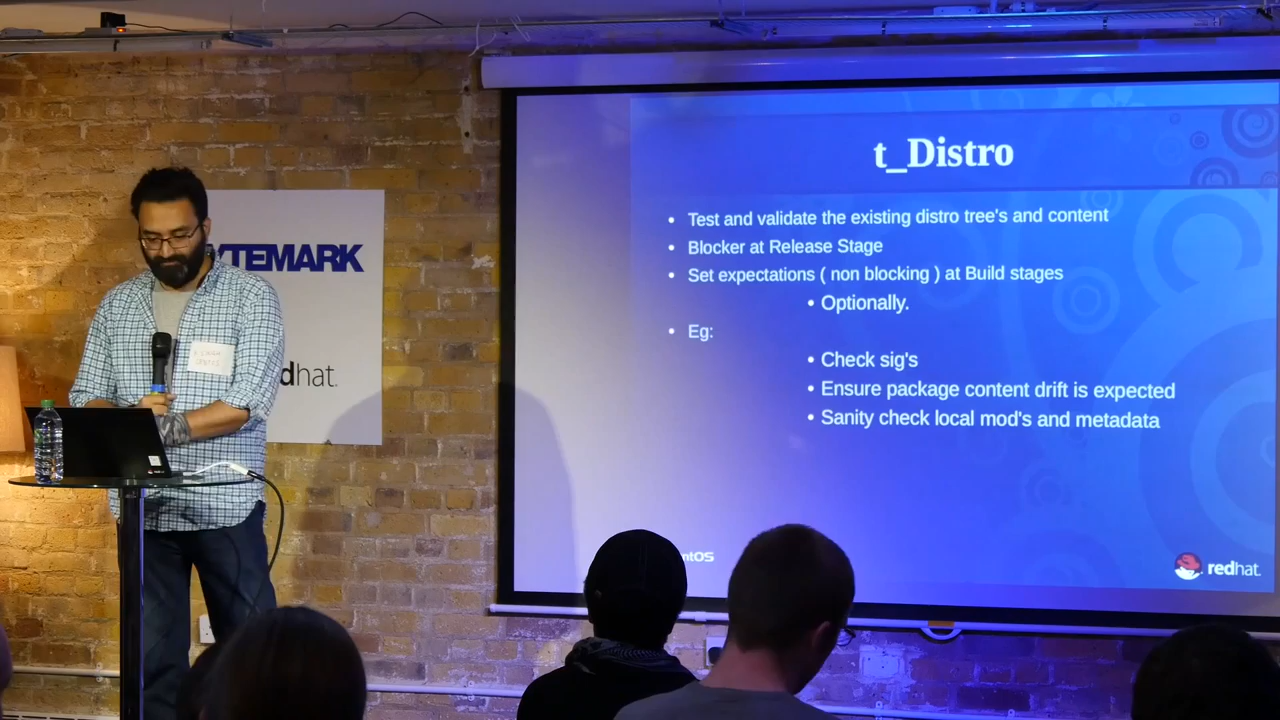 t_Distro
• Test and validate the existing distro tree's and content
• Blocker at Release Stage
• Set expectations ( non blocking ) at Build stages
• Optionally.
• Eg:
• Check sig's
• Ensure package content drift is expected
• Sanity check local mod's and metadata
ntOS
redhat.
YTEMARK
dhat.